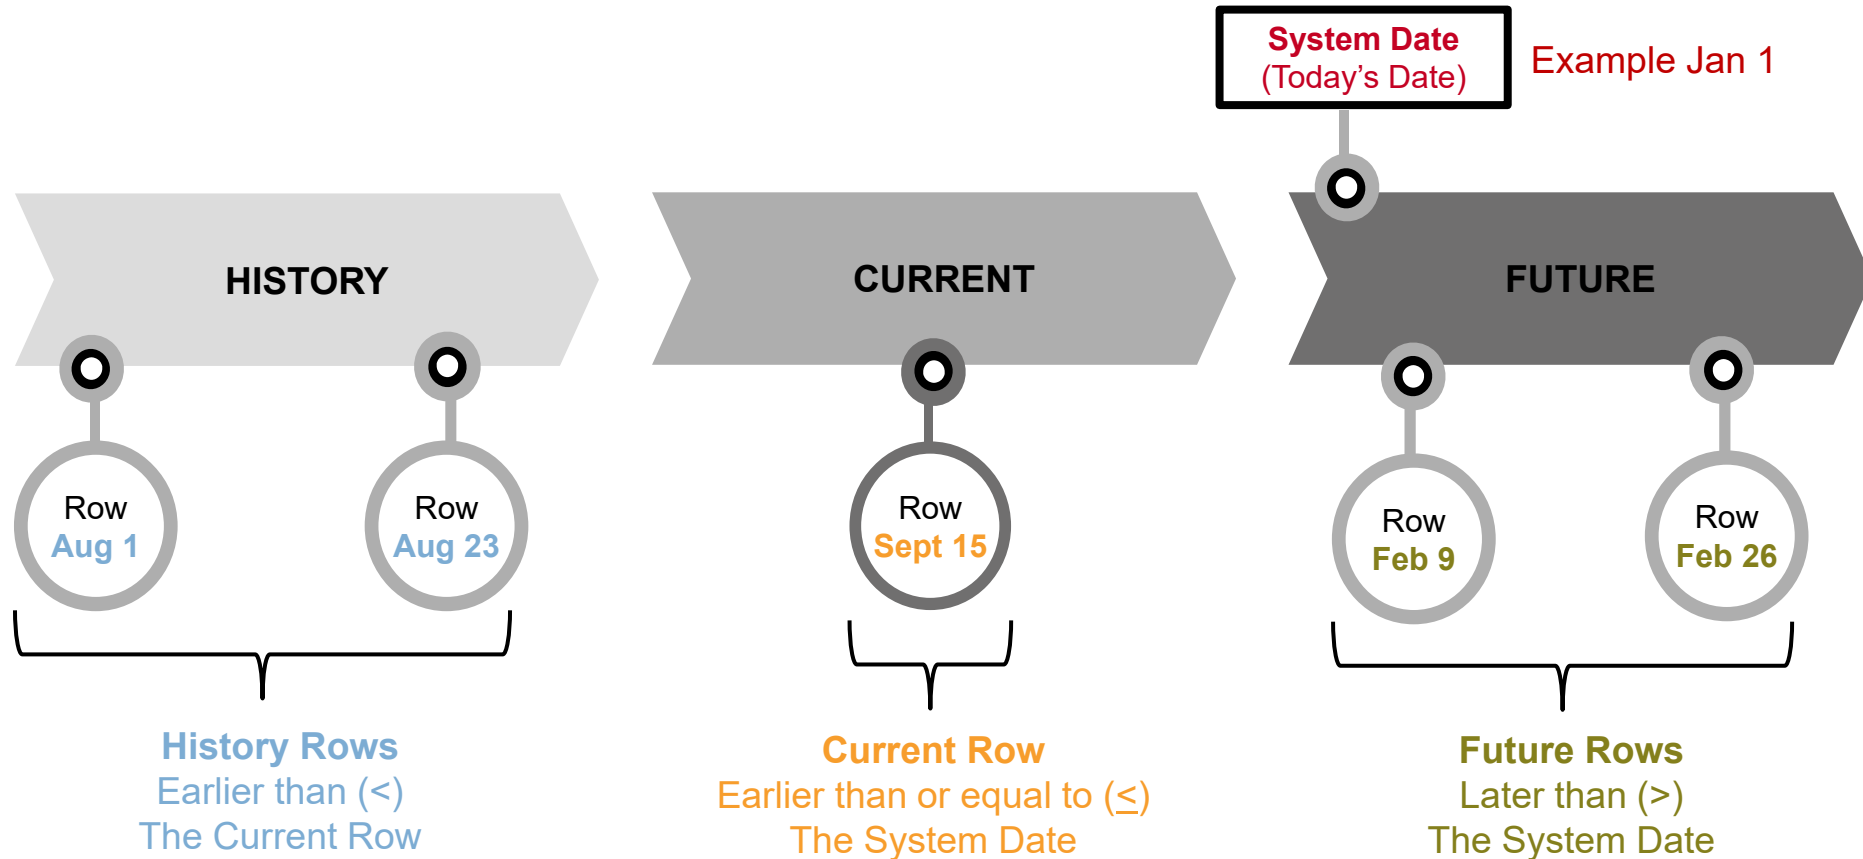 System Date
(Today's Date)
Example Jan 1
HISTORY
CURRENT
FUTURE
Row
Aug 1
Row
Aug 23
Row
Sept 15
Row
Feb 9
Row
Feb 26
History Rows
Earlier than (<)
The Current Row
Current Row
Earlier than or equal to (≤)
The System Date
Future Rows
Later than (>)
The System Date